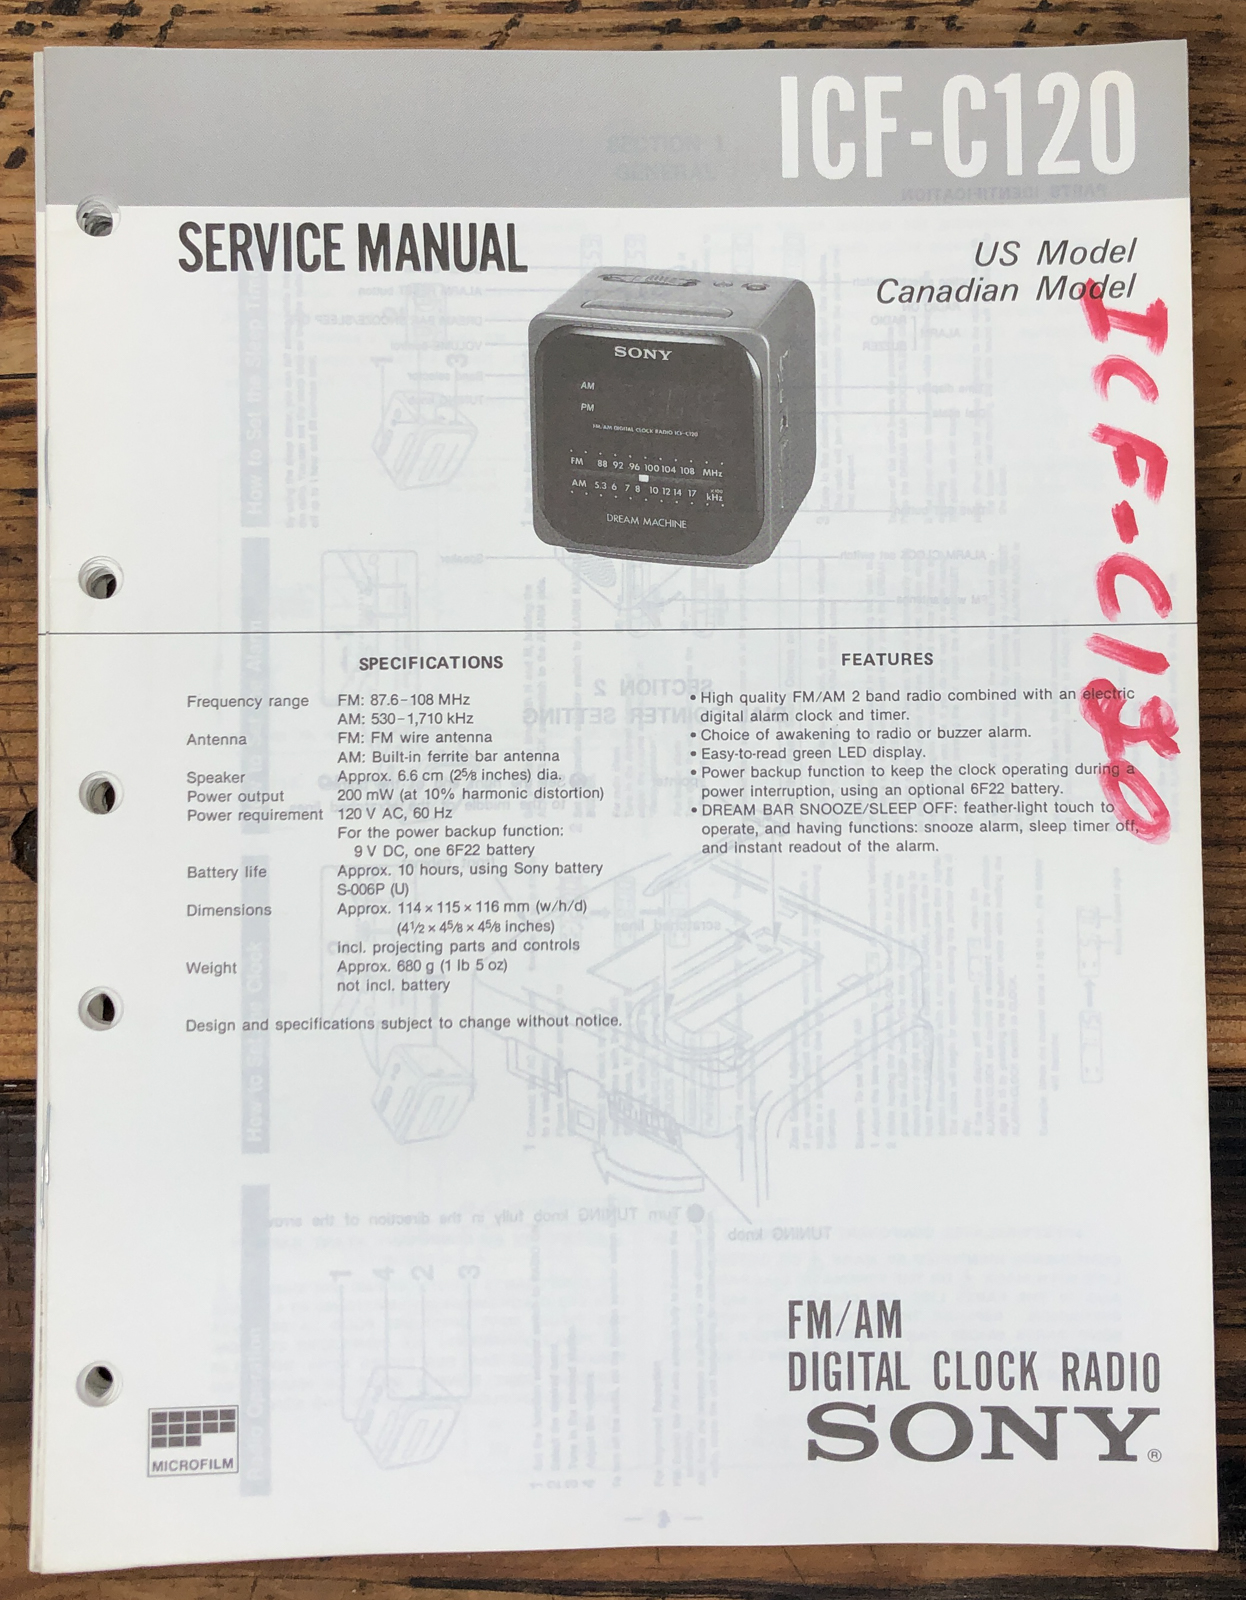 ICF-C120
SERVICE MANUAL
US Model
Canadian Model
SONY
AM
PM
FM/AM DIGITAL CLOCK RADIO ICF-C120
FM 88 92 96 100 104 108 MHz
AM 5.3 6 7 8 10 12 14 17 x100 kHz
DREAM MACHINE
ICF-C120
SPECIFICATIONS
Frequency range FM: 87.6–108 MHz
AM: 530–1,710 kHz
Antenna FM: FM wire antenna
AM: Built-in ferrite bar antenna
Speaker Approx. 6.6 cm (2⅝ inches) dia.
Power output 200 mW (at 10% harmonic distortion)
Power requirement 120 V AC, 60 Hz
For the power backup function:
9 V DC, one 6F22 battery
Battery life Approx. 10 hours, using Sony battery
S-006P (U)
Dimensions Approx. 114 × 115 × 116 mm (w/h/d)
(4½ × 4⅝ × 4⅝ inches)
incl. projecting parts and controls
Weight Approx. 680 g (1 lb 5 oz)
not incl. battery
Design and specifications subject to change without notice.
FEATURES
• High quality FM/AM 2 band radio combined with an electric
digital alarm clock and timer.
• Choice of awakening to radio or buzzer alarm.
• Easy-to-read green LED display.
• Power backup function to keep the clock operating during a
power interruption, using an optional 6F22 battery.
• DREAM BAR SNOOZE/SLEEP OFF: feather-light touch to
operate, and having functions: snooze alarm, sleep timer off,
and instant readout of the alarm.
MICROFILM
FM/AM
DIGITAL CLOCK RADIO
SONY®